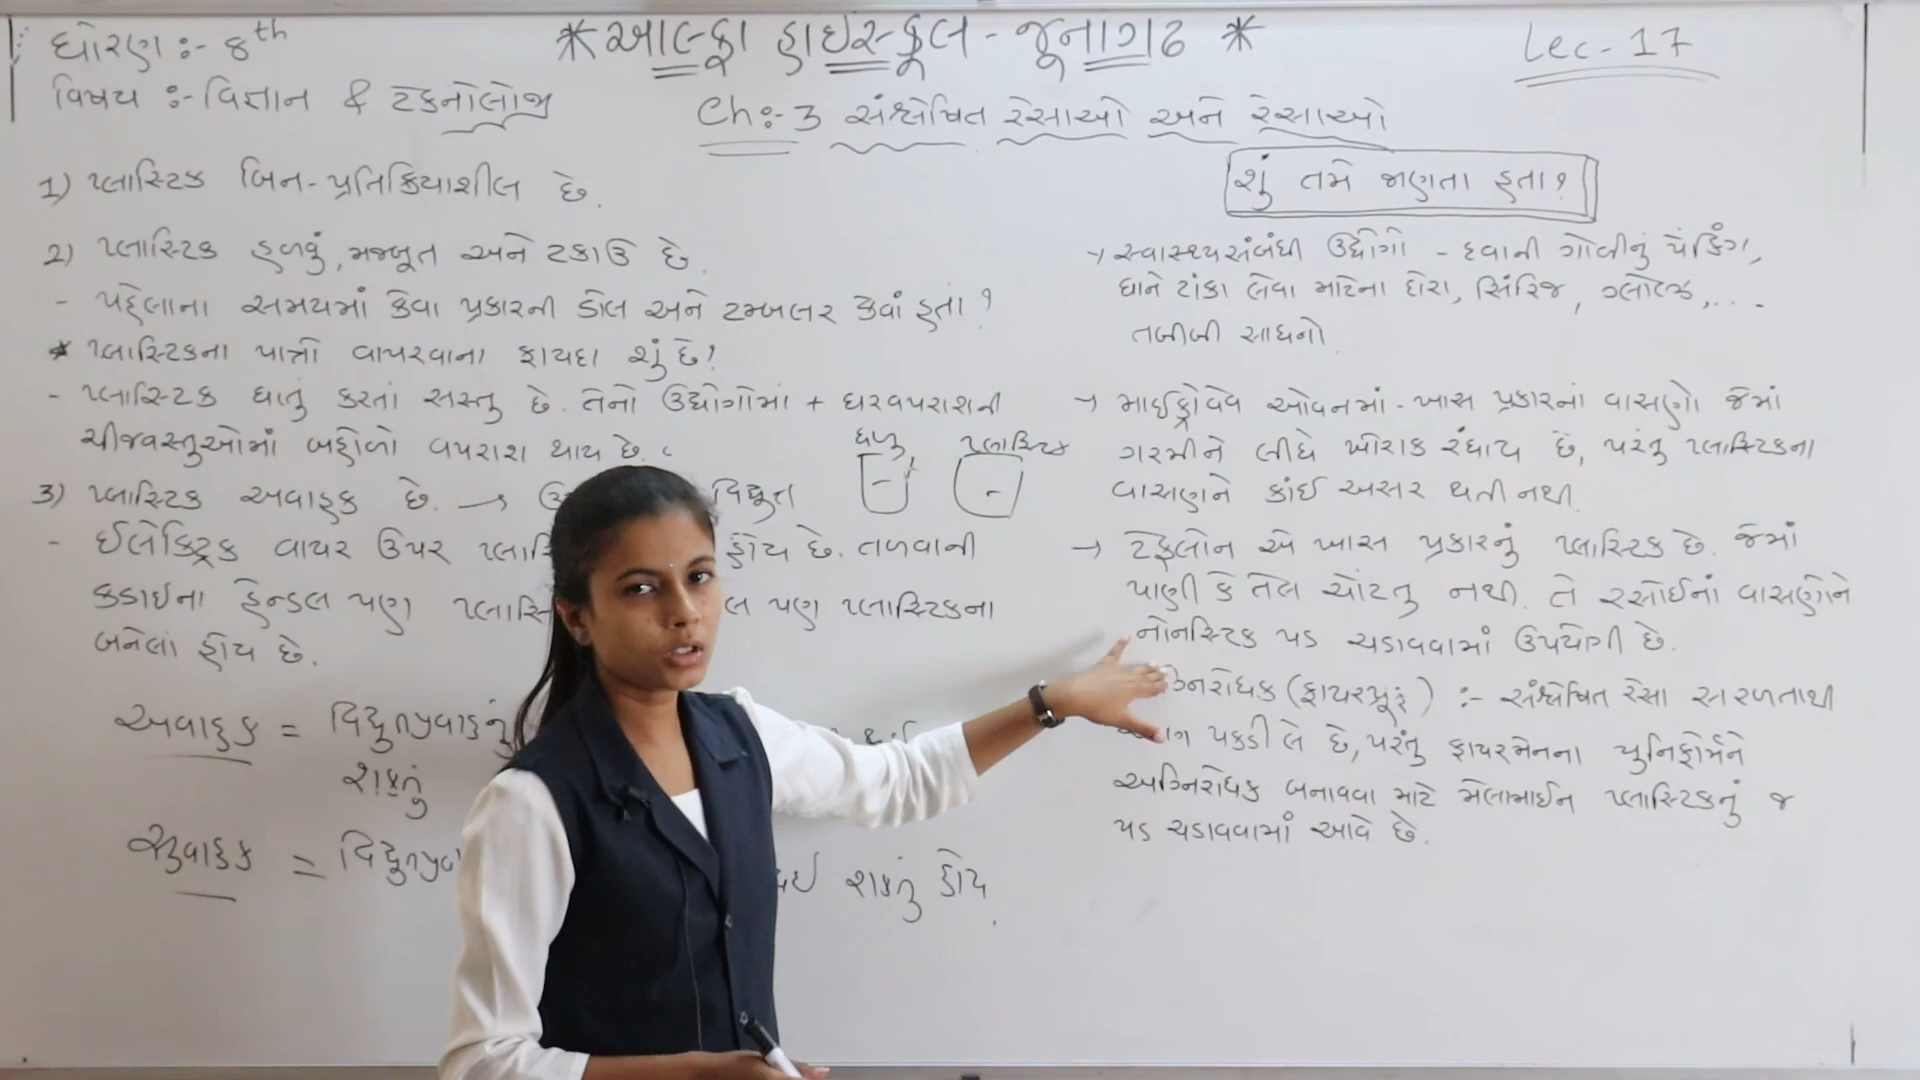 ધોરણ :- 8th
* આલ્ફા હાઇસ્કૂલ - જૂનાગઢ *
Lec - 17
વિષય :- વિજ્ઞાન & ટેકનોલોજી
Ch :- 3 સંશ્લેષિત રેસાઓ અને રેસાઓ
1) પ્લાસ્ટિક બિન-પ્રતિક્રિયાશીલ છે.
2) પ્લાસ્ટિક હળવું, મજબૂત અને ટકાઉ છે.
- પહેલાના સમયમાં કેવા પ્રકારની ડોલ અને ટમ્બલર કેવાં હતાં?
* પ્લાસ્ટિકના પાત્રો વાપરવાના ફાયદા શું છે?
- પ્લાસ્ટિક ધાતું કરતાં સસ્તુ છે. તેનો ઉદ્યોગોમાં + ઘરવપરાશની
ચીજવસ્તુઓમાં બહોળો વપરાશ થાય છે.
ધાતુ પ્લાસ્ટિક
3) પ્લાસ્ટિક અવાહક છે. → વિદ્યુત
- ઈલેક્ટ્રિક વાયર ઉપર હોય છે. તળવાની
કડાઇના હેન્ડલ પણ પણ પ્લાસ્ટિકના
બનેલાં હોય છે.
અવાહક = વિદ્યુતપ્રવાહનું
શકતું
સુવાહક = શકતું હોય.
શું તમે જાણતા હતા?
→ સ્વાસ્થ્ય સંબંધી ઉદ્યોગો - દવાની ગોળીનું પેકિંગ,
ઘાને ટાંકા લેવા માટેના દોરા, સિરિંજ, ગ્લોવ્ઝ, ...
તબીબી સાધનો.
→ માઈક્રોવેવ ઓવનમાં - ખાસ પ્રકારનાં વાસણો જેમાં
ગરમીને લીધે ખોરાક રંધાય છે, પરંતુ પ્લાસ્ટિકના
વાસણને કાંઈ અસર થતી નથી.
→ ટેફલોન એ ખાસ પ્રકારનું પ્લાસ્ટિક છે. જેમાં
પાણી કે તેલ ચોંટતુ નથી. તે રસોઈનાં વાસણોને
નોનસ્ટિક પડ ચડાવવામાં ઉપયોગી છે.
(ફાયરપ્રૂફ) :- સંશ્લેષિત રેસા સરળતાથી
પકડી લે છે, પરંતુ ફાયરમેનના યુનિફોર્મને
અગ્નિરોધક બનાવવા માટે મેલામાઈન પ્લાસ્ટિકનું જ
પડ ચડાવવામાં આવે છે.